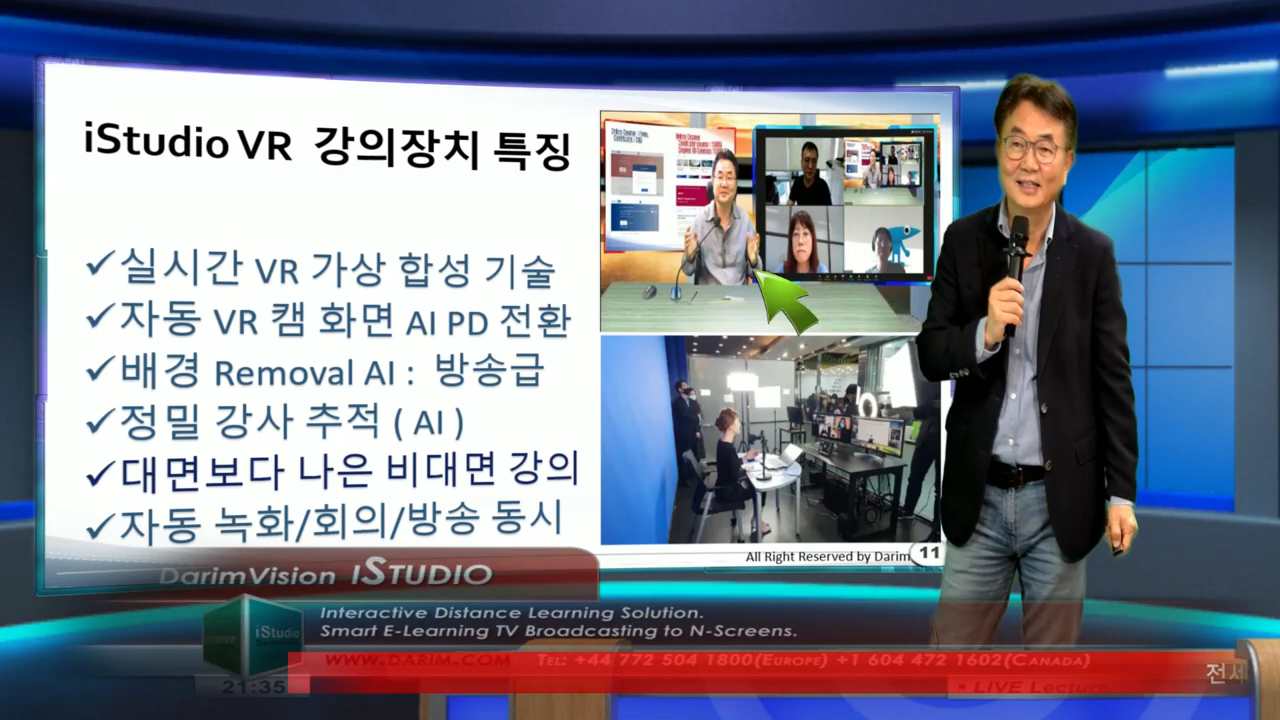 iStudio VR 강의장치 특징
✓실시간 VR 가상 합성 기술
✓자동 VR 캠 화면 AI PD 전환
✓배경 Removal AI : 방송급
✓정밀 강사 추적 ( AI )
✓대면보다 나은 비대면 강의
✓자동 녹화/회의/방송 동시
All Right Reserved by Darim
11
DarimVision ISTUDIO
Interactive Distance Learning Solution.
Smart E-Learning TV Broadcasting to N-Screens.
iStudio
WWW.DARIM.COM Tel: +44 772 504 1800(Europe) +1 604 472 1602(Canada)
전세
21:35
• LIVE Lecture